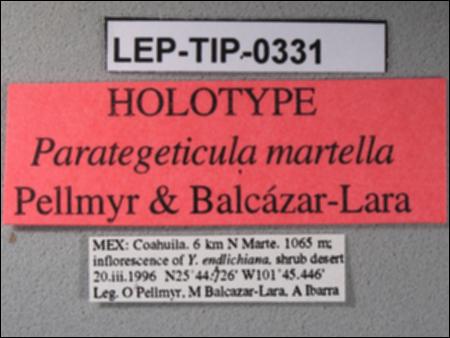 LEP-TIP-0331
HOLOTYPE
Parategeticula martella
Pellmyr & Balcázar-Lara
MEX: Coahuila. 6 km N Marte. 1065 m;
inflorescence of Y. endlichiana, shrub desert
20.iii.1996 N25°44.726' W101°45.446'
Leg. O Pellmyr, M Balcazar-Lara, A Ibarra